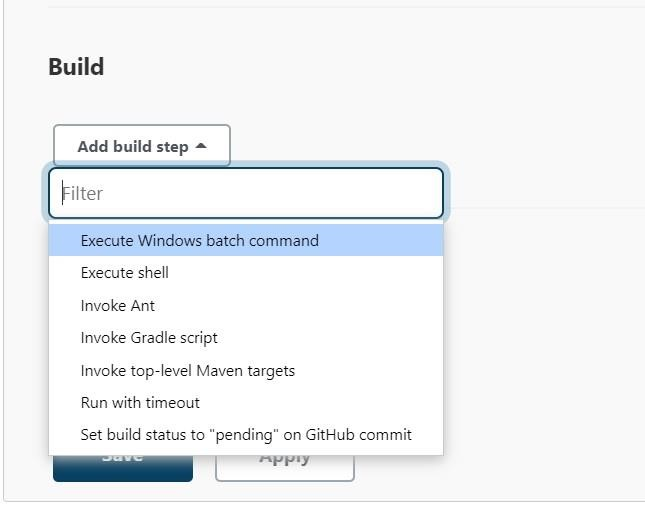 Build
Add build step
Filter
Execute Windows batch command
Execute shell
Invoke Ant
Invoke Gradle script
Invoke top-level Maven targets
Run with timeout
Set build status to "pending" on GitHub commit
Save Apply